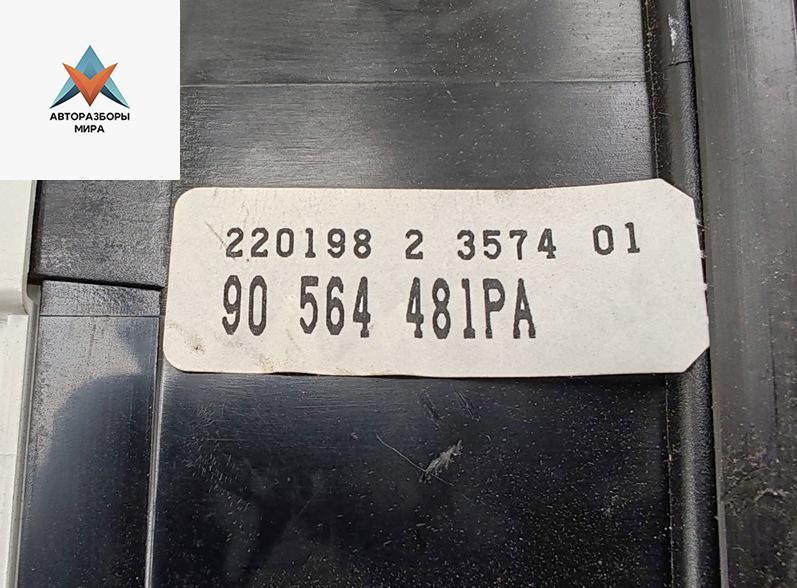 АВТОРАЗБОРЫ
МИРА
220198 2 3574 01
90 564 481PA